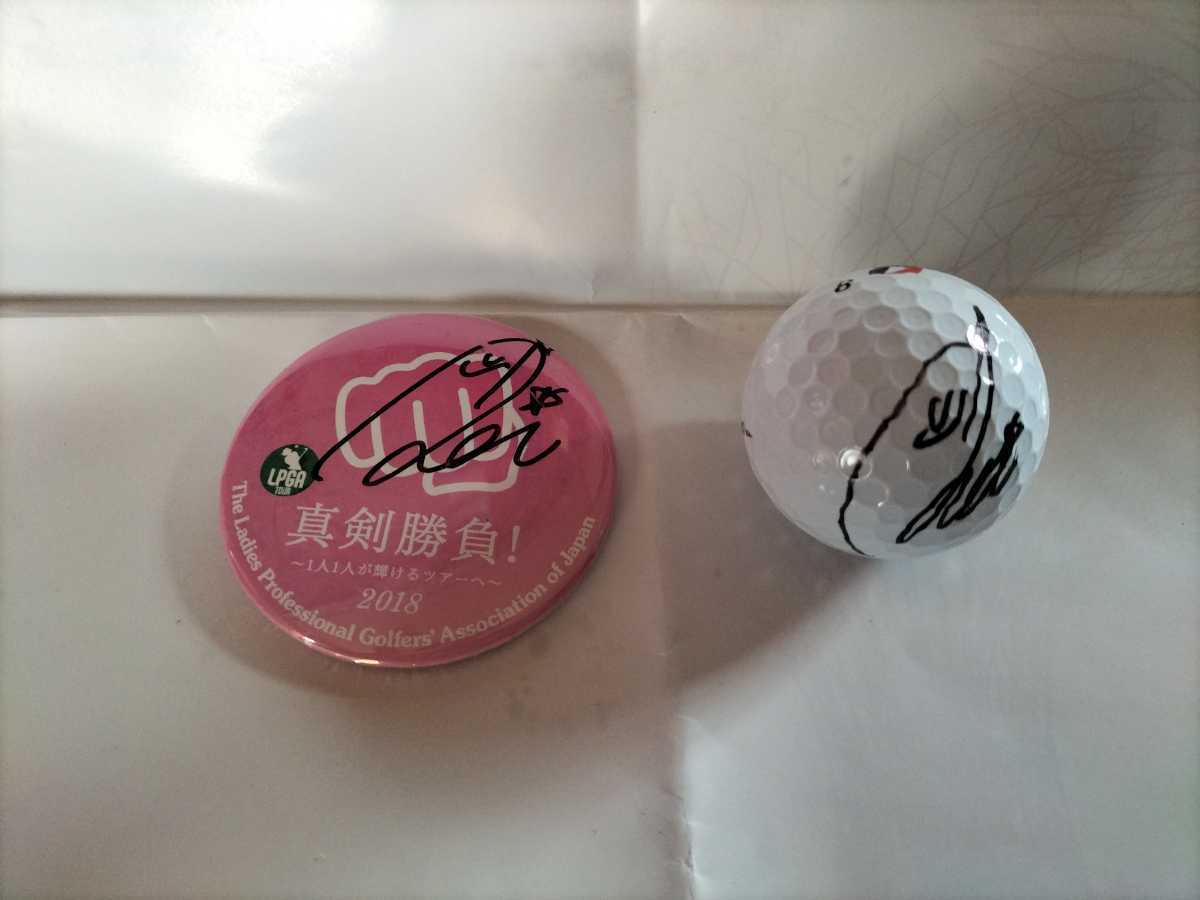 LPGA
TOUR
真剣勝負!
～1人1人が輝けるツアーへ～
2018
The Ladies Professional Golfers' Association of Japan